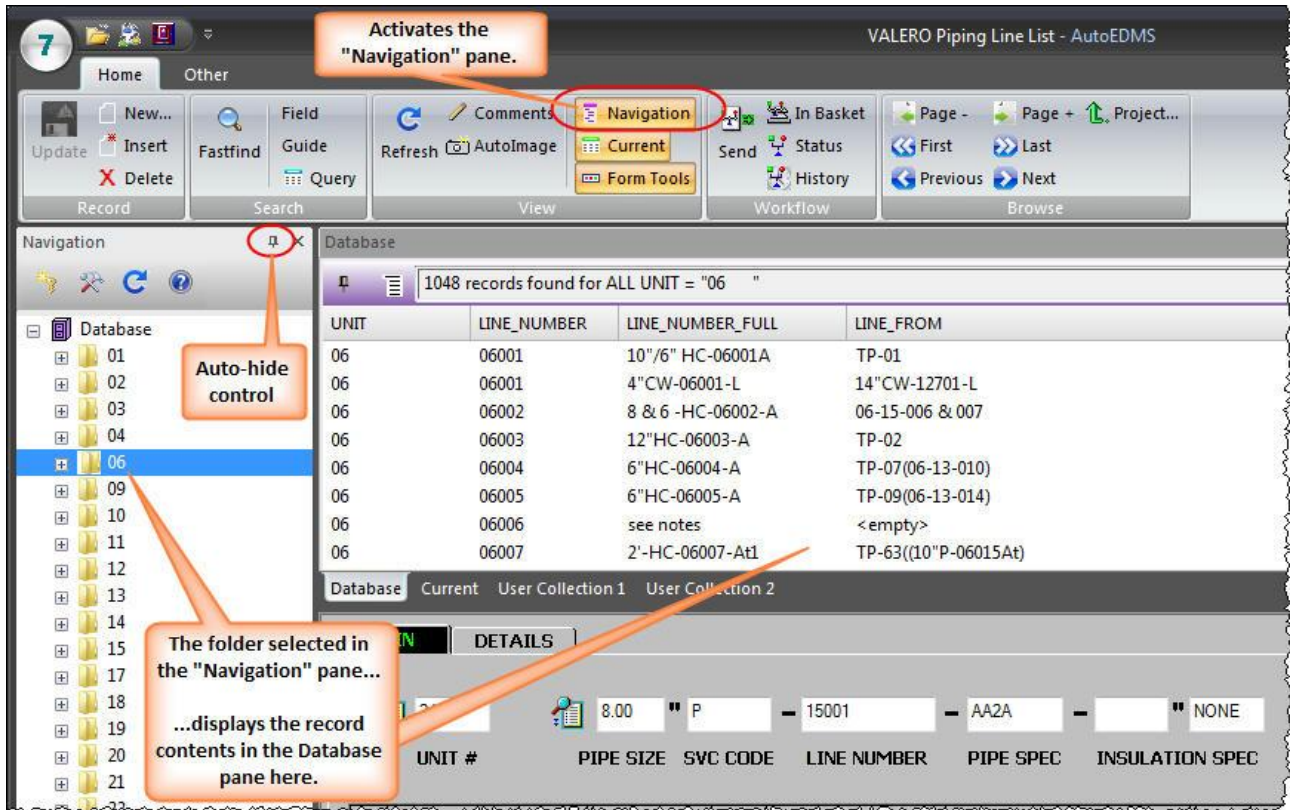 7
Activates the
"Navigation" pane.
VALERO Piping Line List - AutoEDMS
Home Other
New... Field Comments Navigation In Basket Page - Page + Project...
Update Insert Fastfind Guide Refresh AutoImage Current Send Status First Last
Delete Query Form Tools History Previous Next
Record Search View Workflow Browse
Navigation
Database
1048 records found for ALL UNIT = "06 "
UNIT LINE_NUMBER LINE_NUMBER_FULL LINE_FROM
06 06001 10"/6" HC-06001A TP-01
06 06001 4"CW-06001-L 14"CW-12701-L
06 06002 8 & 6 -HC-06002-A 06-15-006 & 007
06 06003 12"HC-06003-A TP-02
06 06004 6"HC-06004-A TP-07(06-13-010)
06 06005 6"HC-06005-A TP-09(06-13-014)
06 06006 see notes <empty>
06 06007 2'-HC-06007-At1 TP-63((10"P-06015At)
Database Current User Collection 1 User Collection 2
Database
01
02
03
04
06
09
10
11
12
13
14
15
17
18
19
20
21
Auto-hide
control
The folder selected in
the "Navigation" pane...
...displays the record
contents in the Database
pane here.
DETAILS
8.00 " P - 15001 - AA2A - " NONE
UNIT # PIPE SIZE SVC CODE LINE NUMBER PIPE SPEC INSULATION SPEC